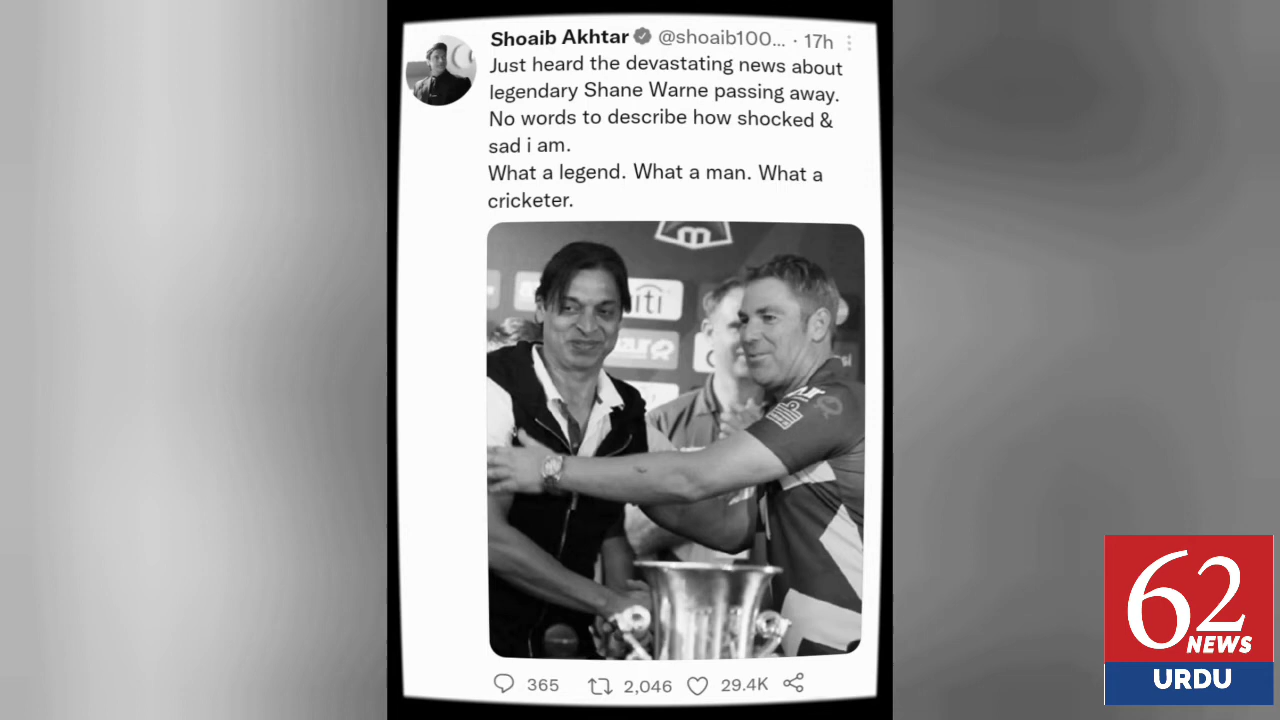 Shoaib Akhtar @shoaib100... · 17h
Just heard the devastating news about
legendary Shane Warne passing away.
No words to describe how shocked &
sad i am.
What a legend. What a man. What a
cricketer.
iti
365 2,046 29.4K
62
NEWS
URDU